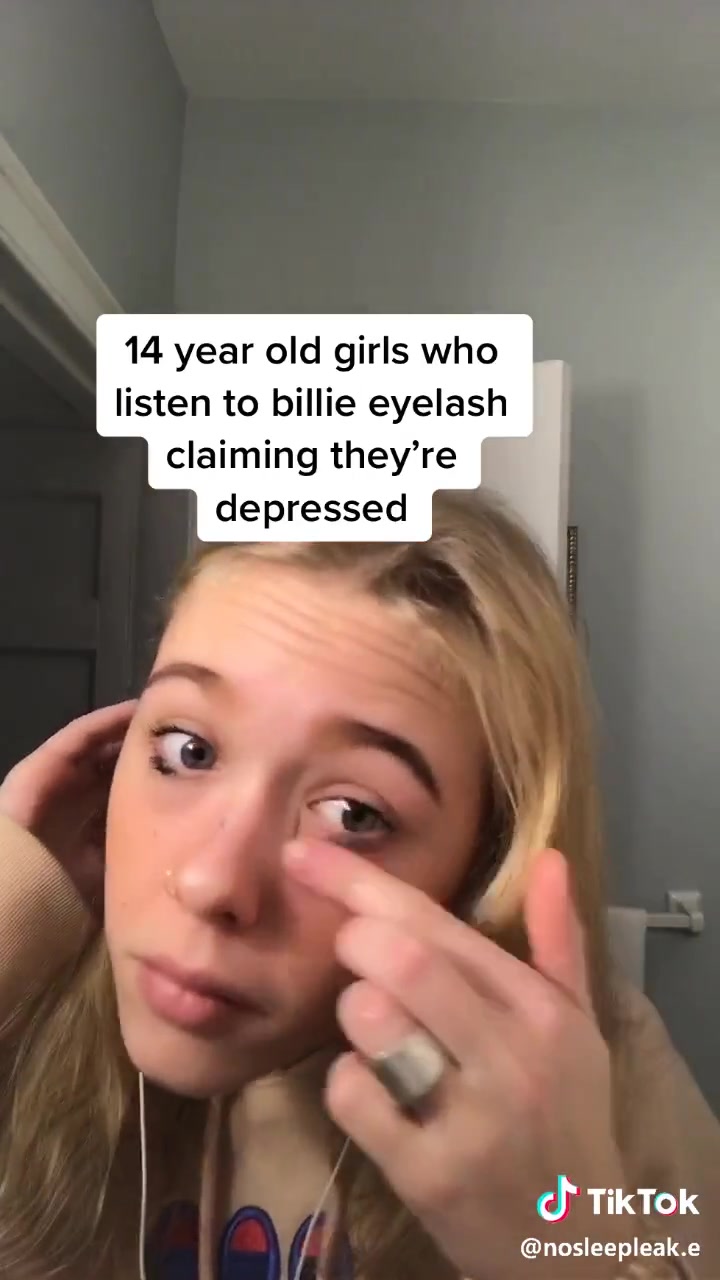 14 year old girls who
listen to billie eyelash
claiming they’re
depressed
TikTok
@nosleepleak.e